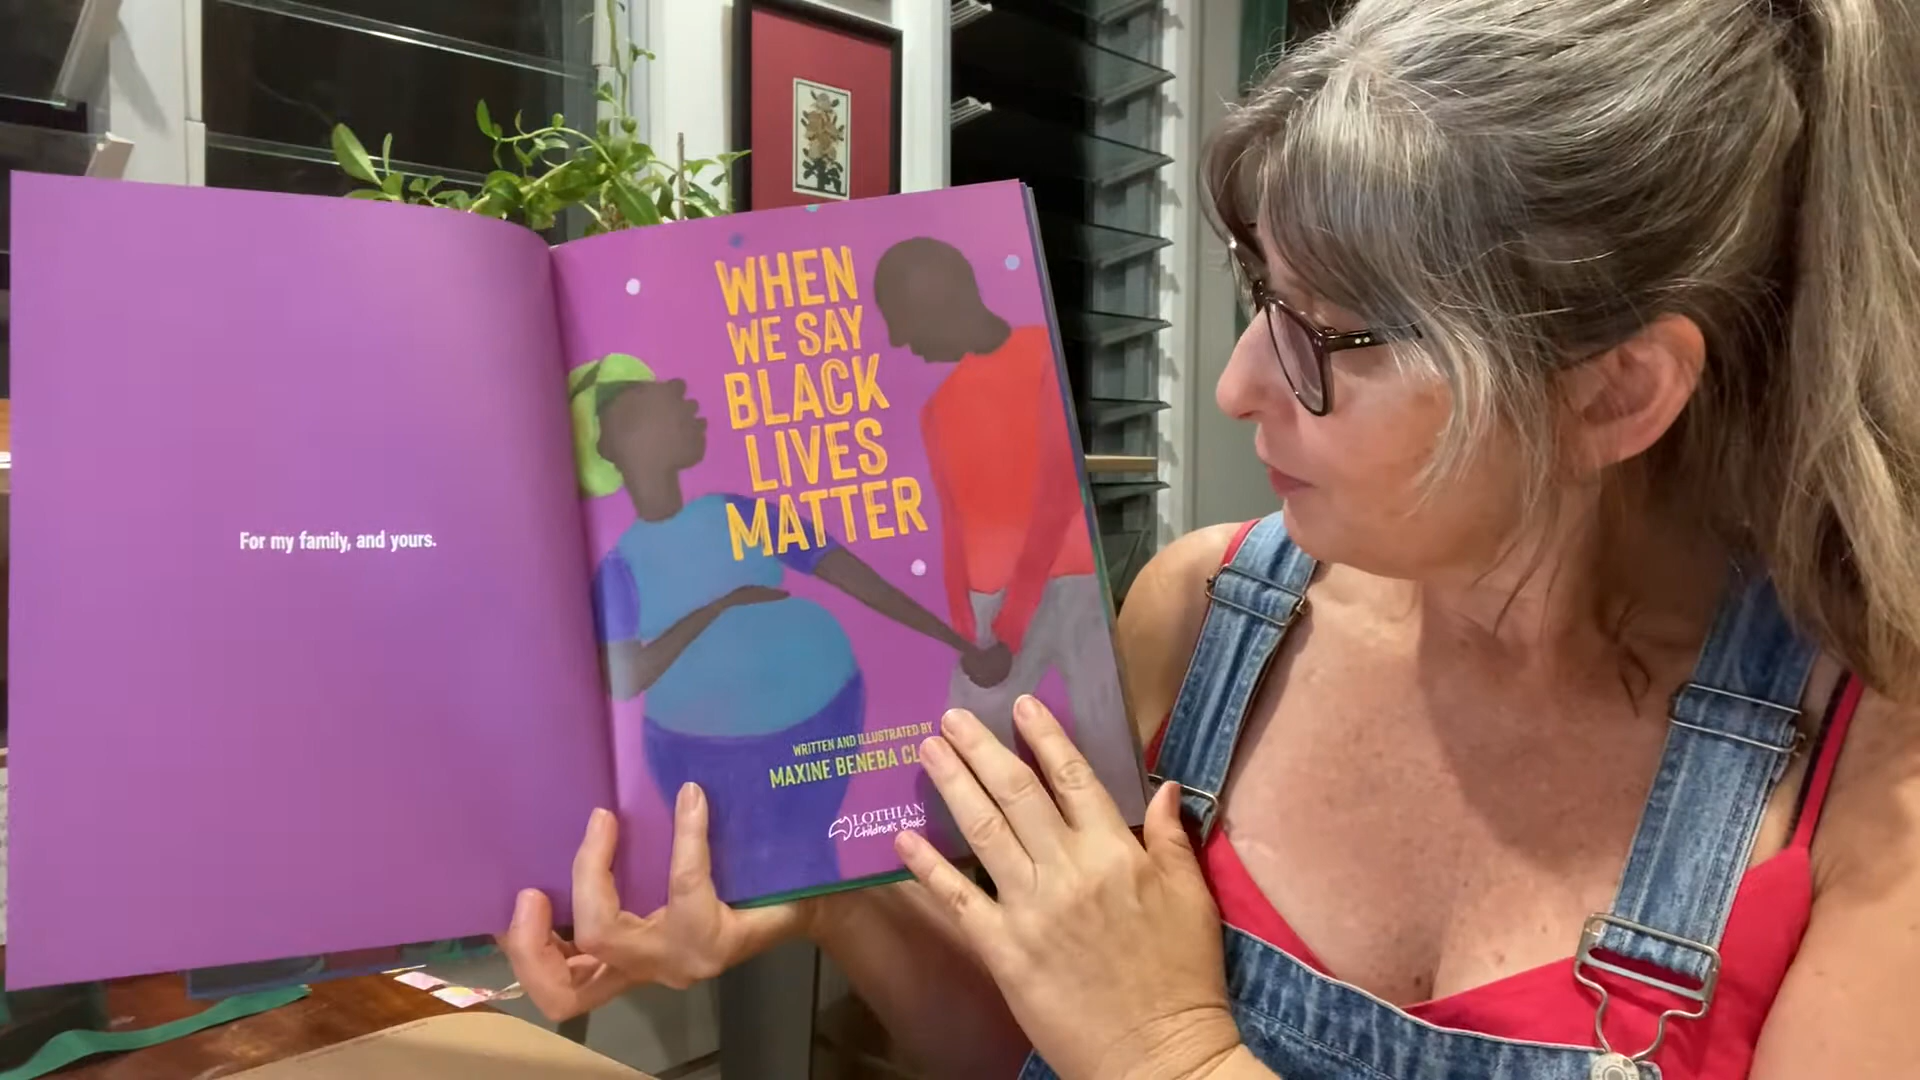 For my family, and yours.
WHEN
WE SAY
BLACK
LIVES
MATTER
WRITTEN AND ILLUSTRATED BY
MAXINE BENEBA
LOTHIAN
Children's Books